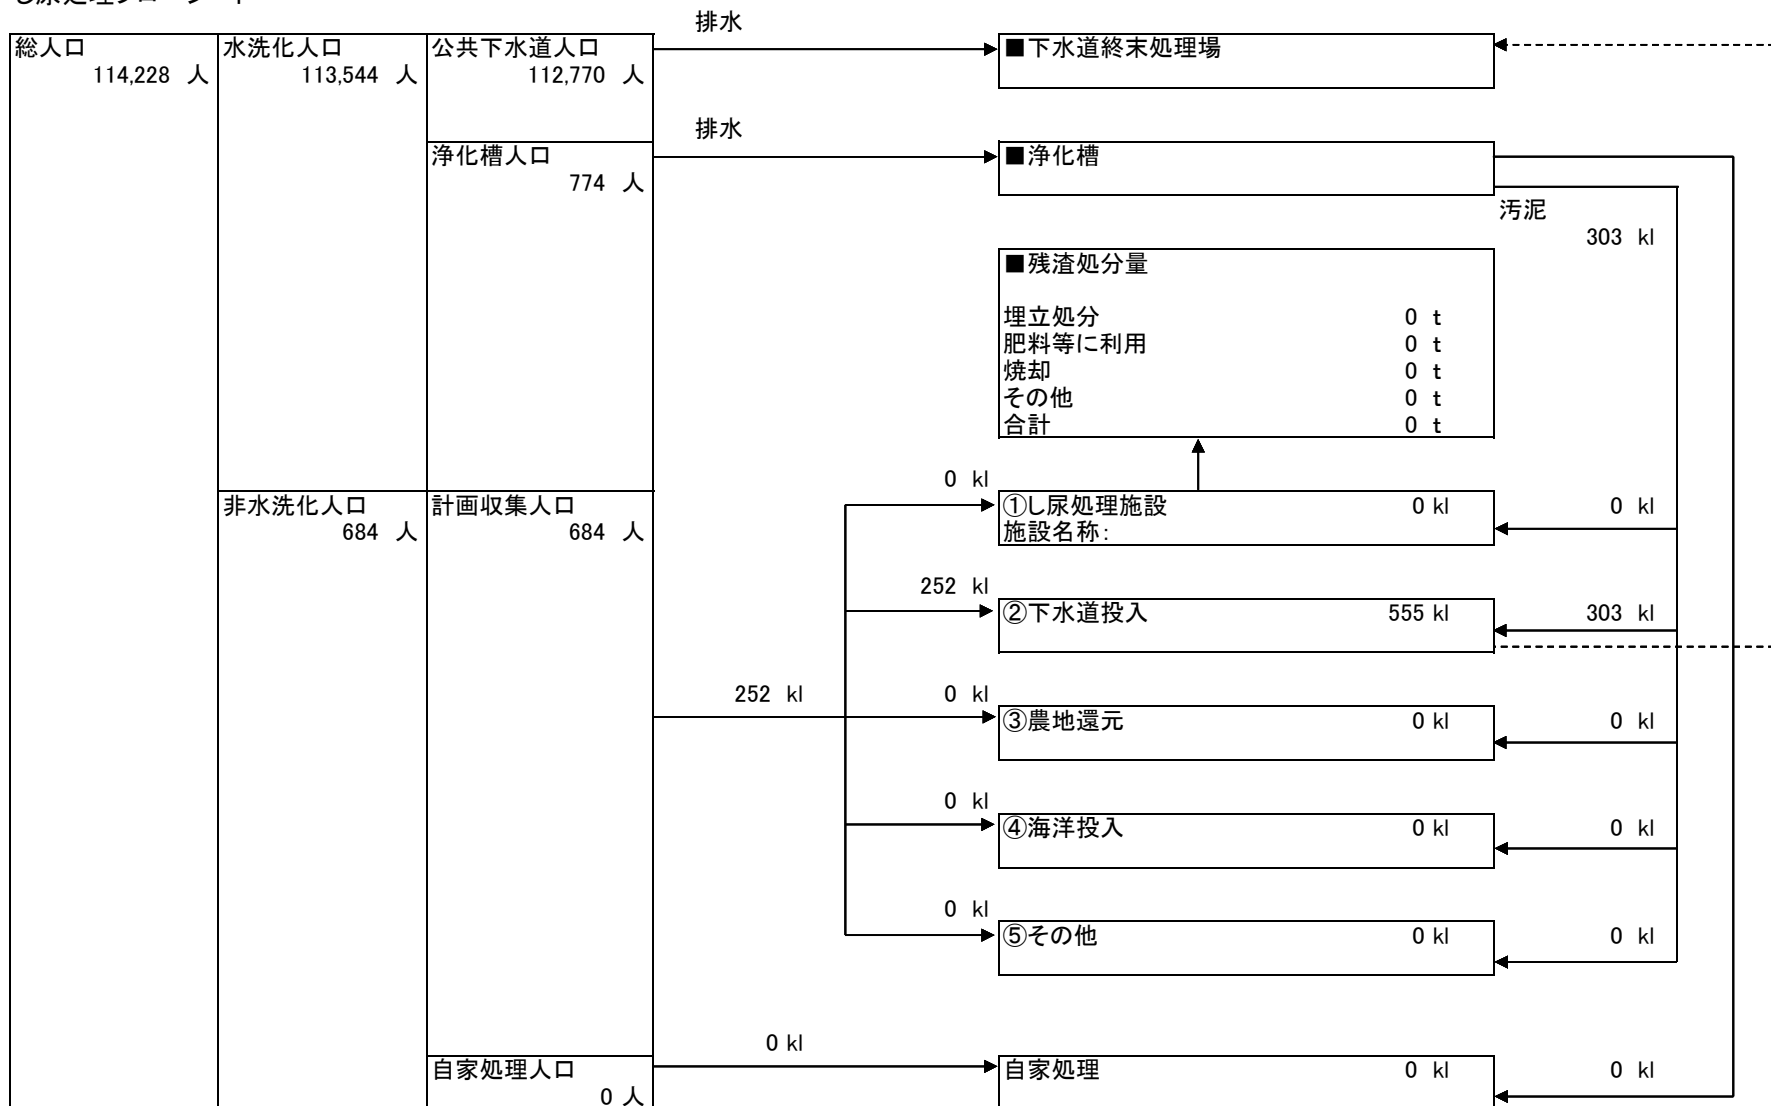 排水
総人口 水洗化人口 公共下水道人口 ■下水道終末処理場
114,228 人 113,544 人 112,770 人
排水
浄化槽人口 ■浄化槽
774 人
汚泥
303 kl
■残渣処分量
埋立処分 0 t
肥料等に利用 0 t
焼却 0 t
その他 0 t
合計 0 t
0 kl
非水洗化人口 計画収集人口 ①し尿処理施設 0 kl 0 kl
684 人 684 人 施設名称:
252 kl
②下水道投入 555 kl 303 kl
252 kl 0 kl
③農地還元 0 kl 0 kl
0 kl
④海洋投入 0 kl 0 kl
0 kl
⑤その他 0 kl 0 kl
0 kl
自家処理人口 自家処理 0 kl 0 kl
0 人